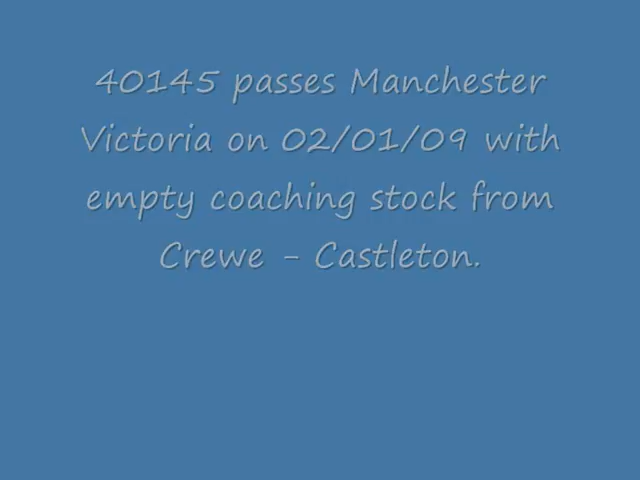 40145 passes Manchester
Victoria on 02/01/09 with
empty coaching stock from
Crewe - Castleton.